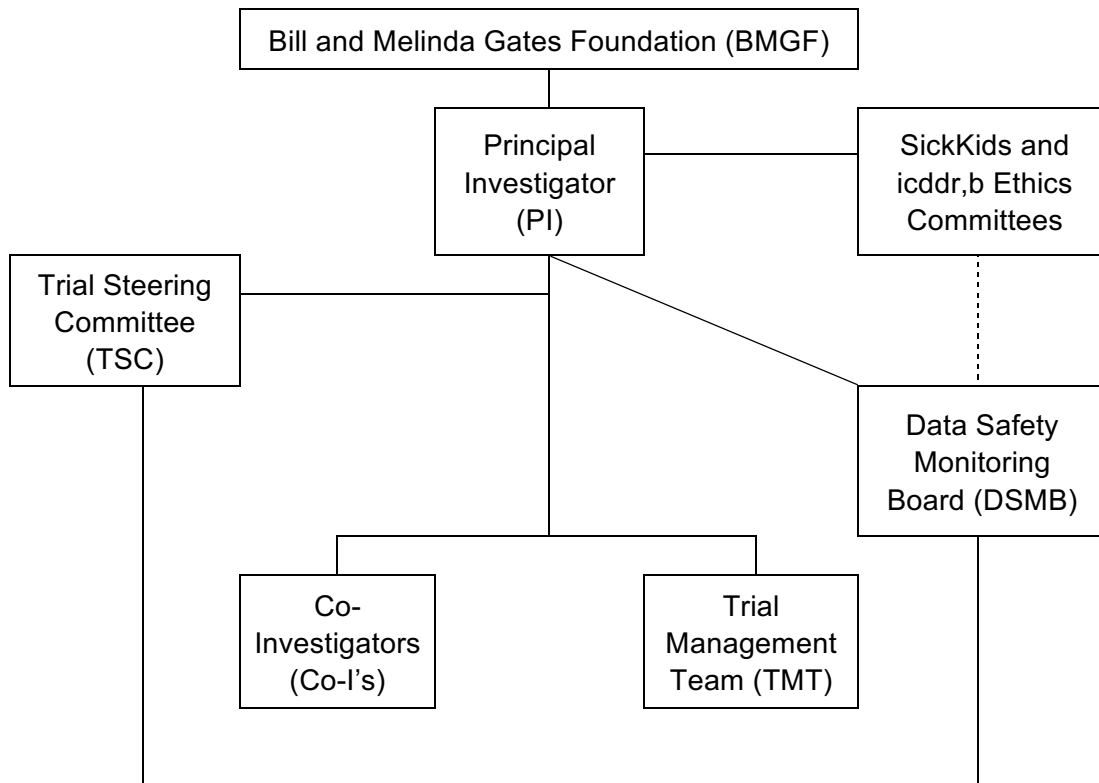 Bill and Melinda Gates Foundation (BMGF)
Principal
Investigator
(PI)
SickKids and
icddr,b Ethics
Committees
Trial Steering
Committee
(TSC)
Data Safety
Monitoring
Board (DSMB)
Co-
Investigators
(Co-I’s)
Trial
Management
Team (TMT)